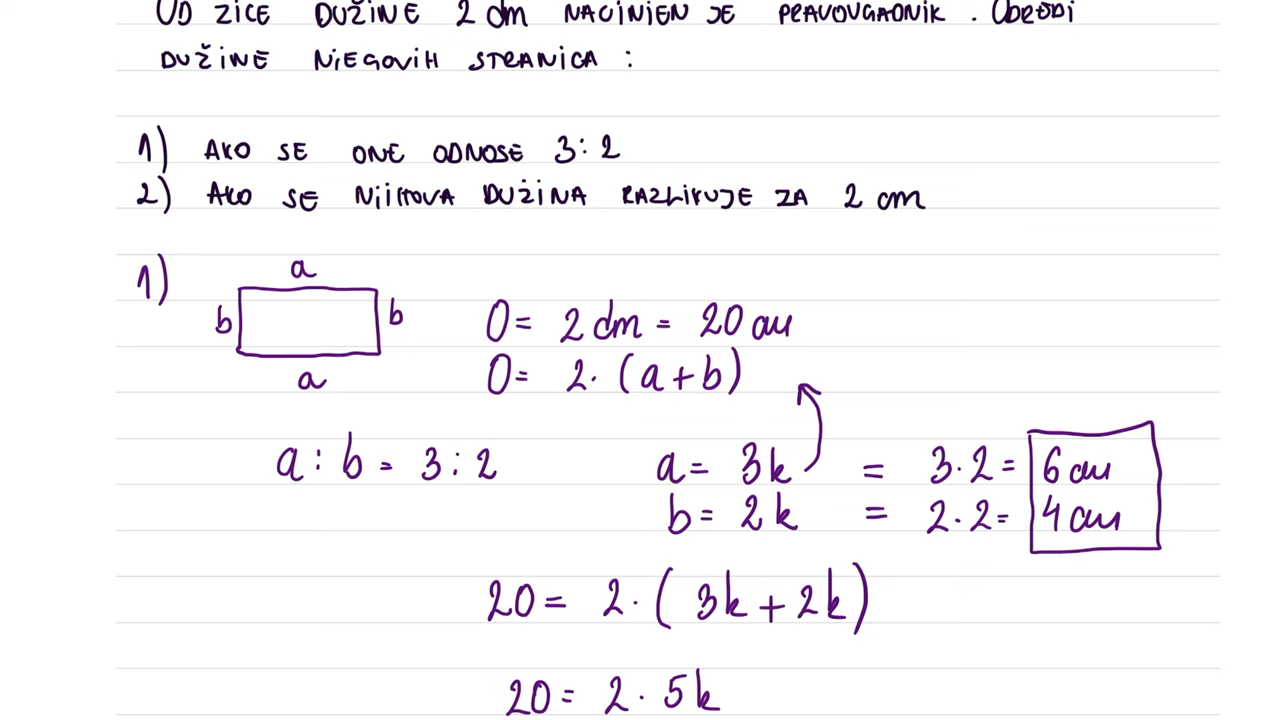 OD ŽICE DUŽINE 2 dm NAČINJEN JE PRAVOUGAONIK . ODREDI
DUŽINE NJEGOVIH STRANICA :
1) AKO SE ONE ODNOSE 3:2
2) AKO SE NJIHOVA DUŽINA RAZLIKUJE ZA 2 cm
1)
a
b
b
a
O= 2 dm = 20 cm
O= 2·(a+b)
a : b = 3 : 2
a = 3k = 3·2 = 6 cm
b = 2k = 2·2 = 4 cm
20 = 2·( 3k + 2k)
20 = 2 · 5k